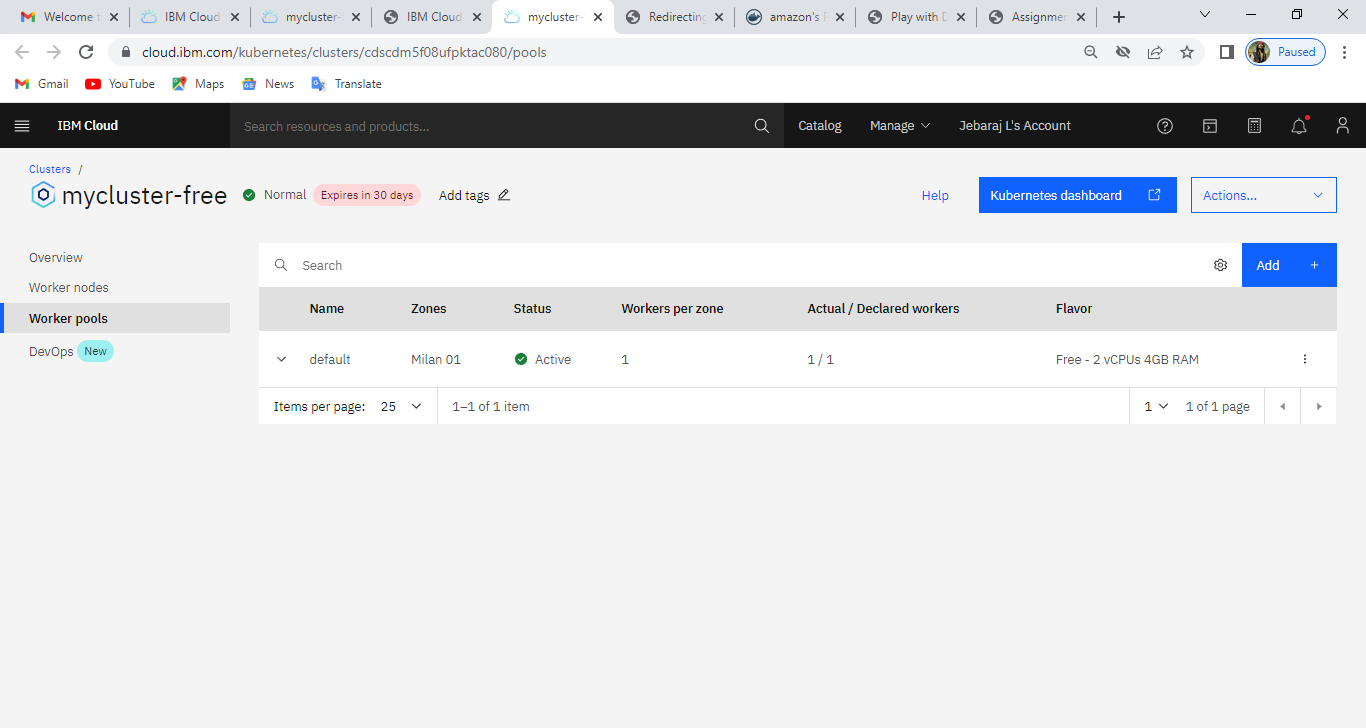 Welcome t
IBM Cloud
mycluster-
IBM Cloud
mycluster-
Redirecting
amazon's P
Play with D
Assignmen
cloud.ibm.com/kubernetes/clusters/cdscdm5f08ufpktac080/pools
Paused
Gmail YouTube Maps News Translate
IBM Cloud
Search resources and products...
Catalog Manage Jebaraj L's Account
Clusters /
mycluster-free Normal Expires in 30 days Add tags
Help Kubernetes dashboard Actions...
Overview
Worker nodes
Worker pools
DevOps New
Search Add +
Name Zones Status Workers per zone Actual / Declared workers Flavor
default Milan 01 Active 1 1 / 1 Free - 2 vCPUs 4GB RAM
Items per page: 25 1–1 of 1 item 1 1 of 1 page